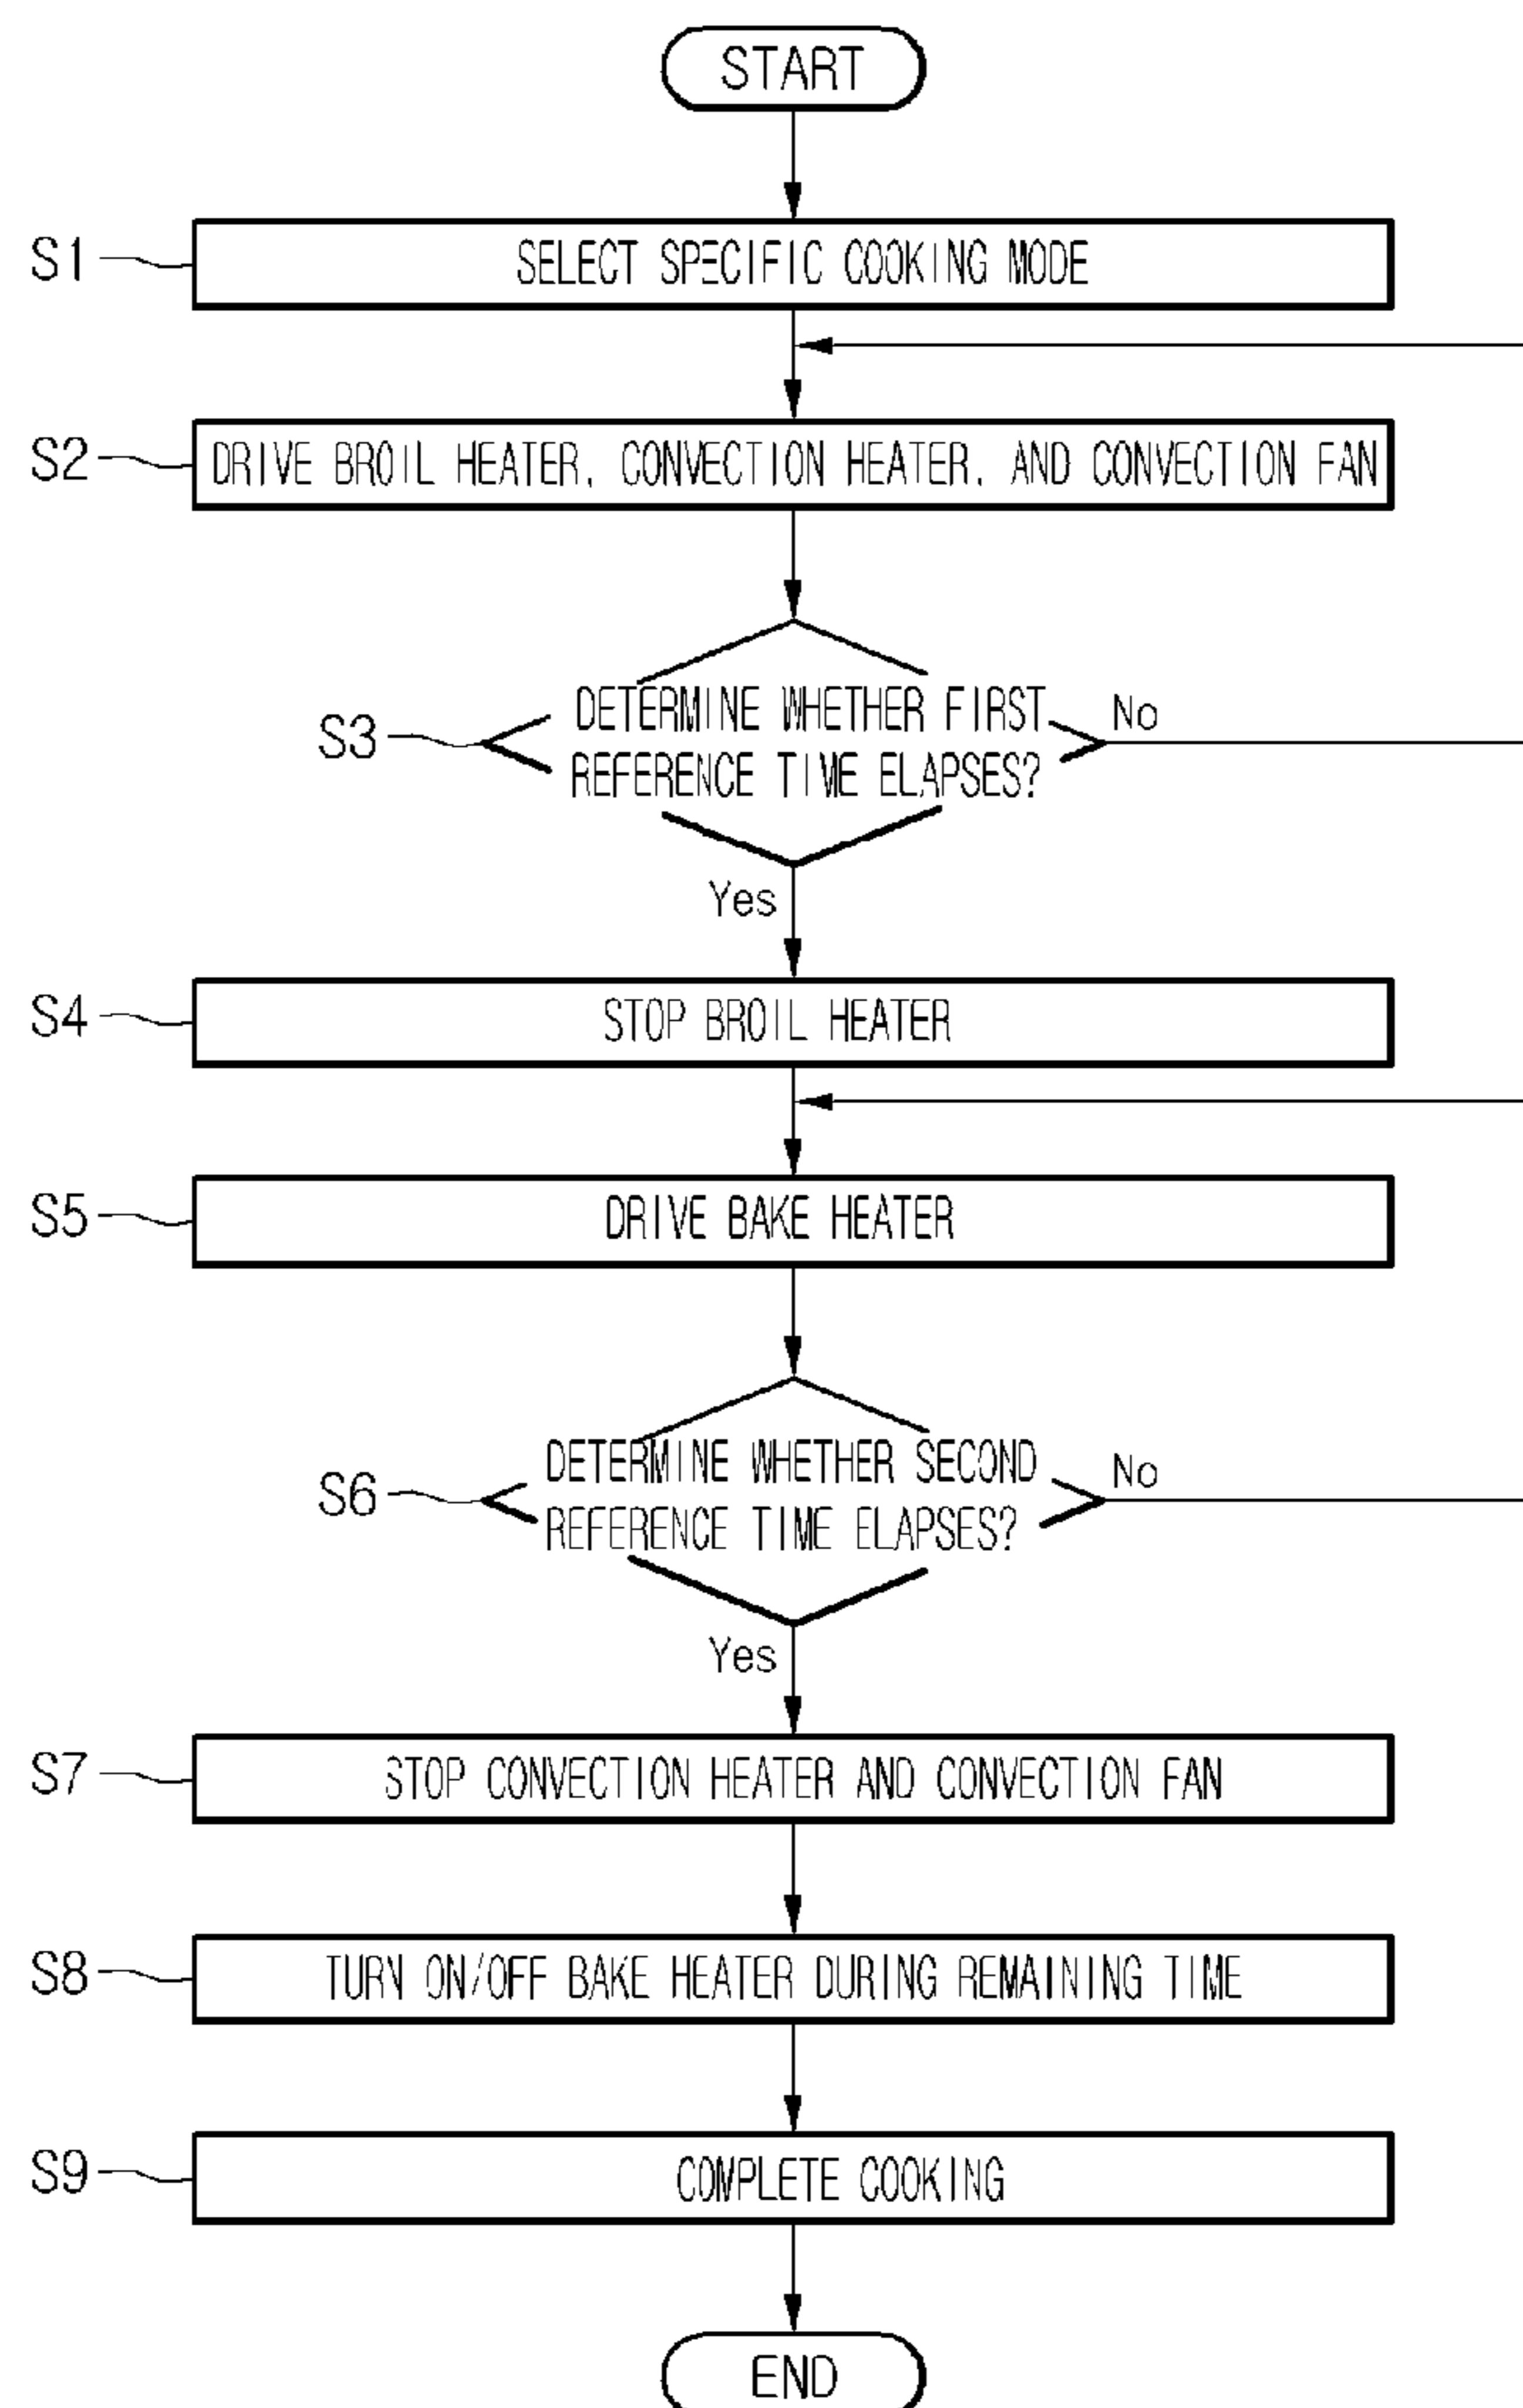 START
S1
SELECT SPECIFIC COOKING MODE
S2
DRIVE BROIL HEATER, CONVECTION HEATER, AND CONVECTION FAN
S3
DETERMINE WHETHER FIRST
REFERENCE TIME ELAPSES?
No
Yes
S4
STOP BROIL HEATER
S5
DRIVE BAKE HEATER
S6
DETERMINE WHETHER SECOND
REFERENCE TIME ELAPSES?
No
Yes
S7
STOP CONVECTION HEATER AND CONVECTION FAN
S8
TURN ON/OFF BAKE HEATER DURING REMAINING TIME
S9
COMPLETE COOKING
END